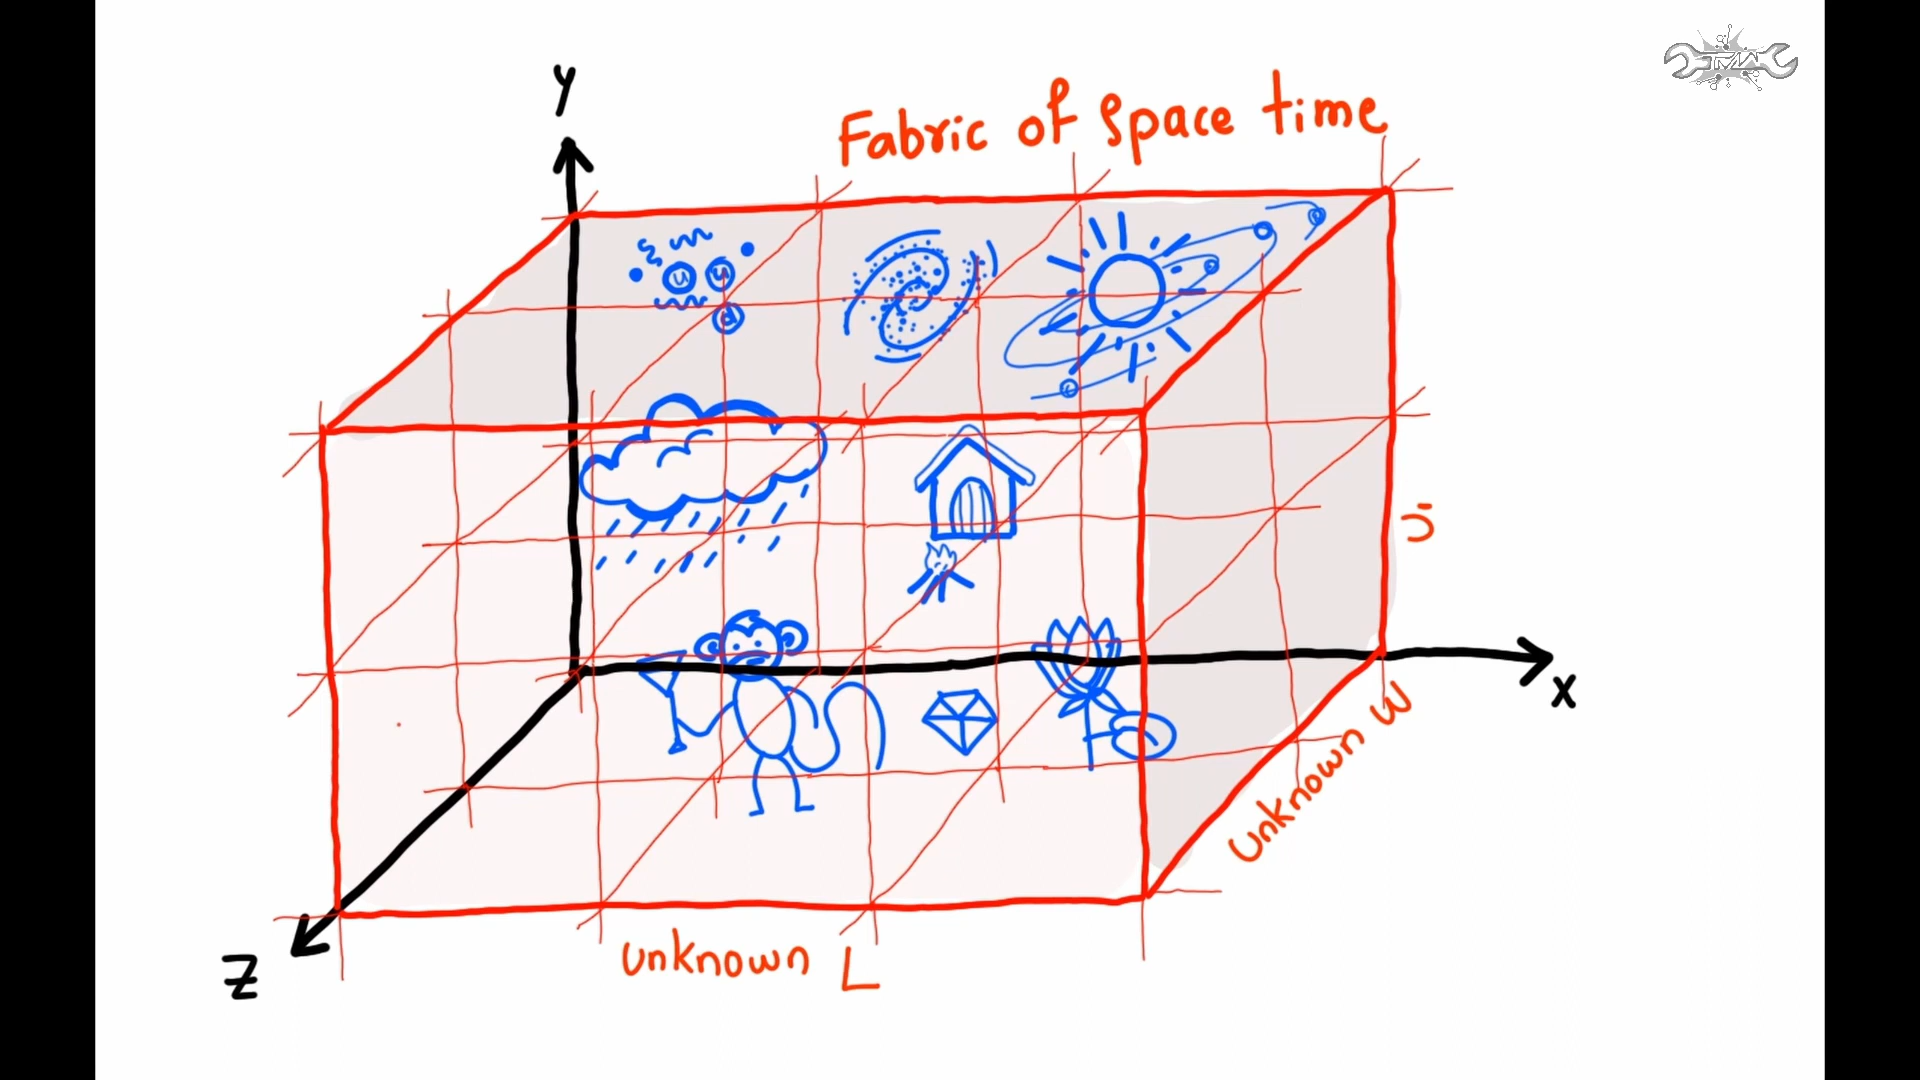 y
Fabric of space time
u u
d
x
unknown W
unknown L
z